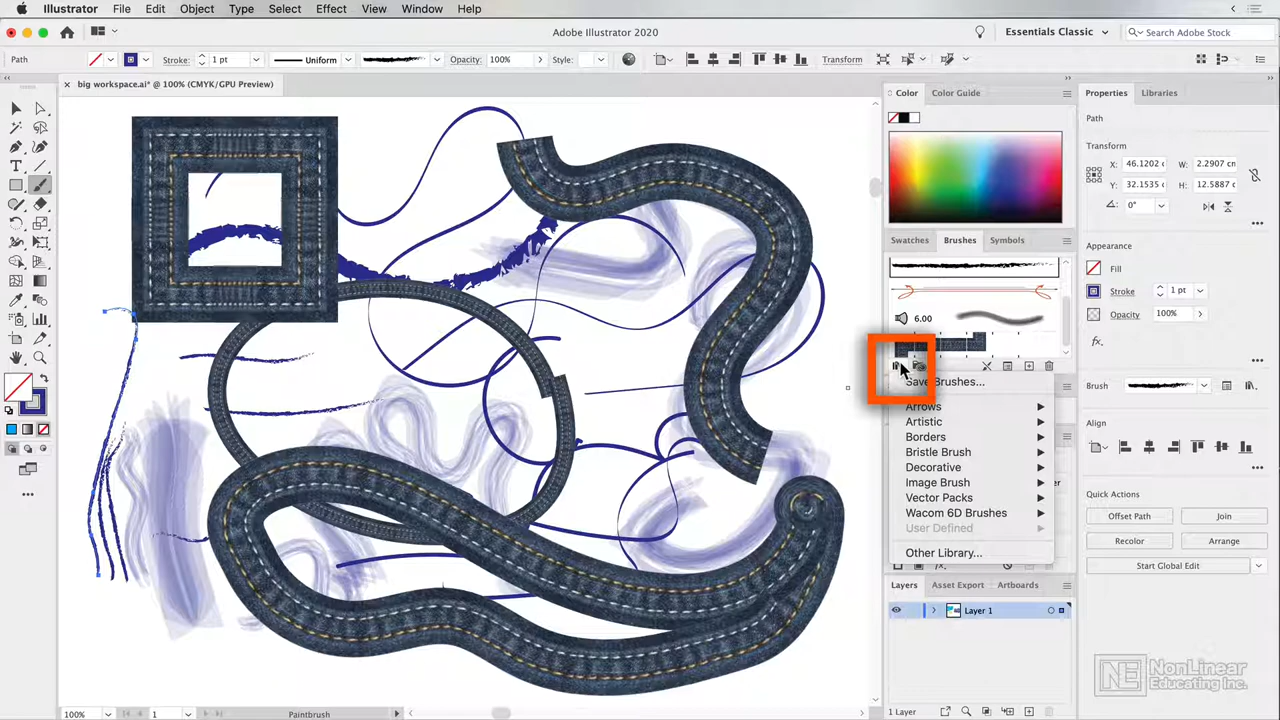 Illustrator File Edit Object Type Select Effect View Window Help
Adobe Illustrator 2020
Essentials Classic
Search Adobe Stock
Path
Stroke: 1 pt
Uniform
Opacity: 100%
Style:
Transform
× big workspace.ai* @ 100% (CMYK/GPU Preview)
Color Color Guide
Swatches Brushes Symbols
6.00
Save Brushes...
Arrows
Artistic
Borders
Bristle Brush
Decorative
Image Brush
Vector Packs
Wacom 6D Brushes
User Defined
Other Library...
Layers Asset Export Artboards
Layer 1
1 Layer
Properties Libraries
Path
Transform
X: 46.1202 W: 2.2907 cm
Y: 32.1535 H: 12.5887
0°
Appearance
Fill
Stroke 1 pt
Opacity 100%
fx.
Brush
Align
Quick Actions
Offset Path Join
Recolor Arrange
Start Global Edit
NE NonLinear
Educating Inc.
100% 1 Paintbrush